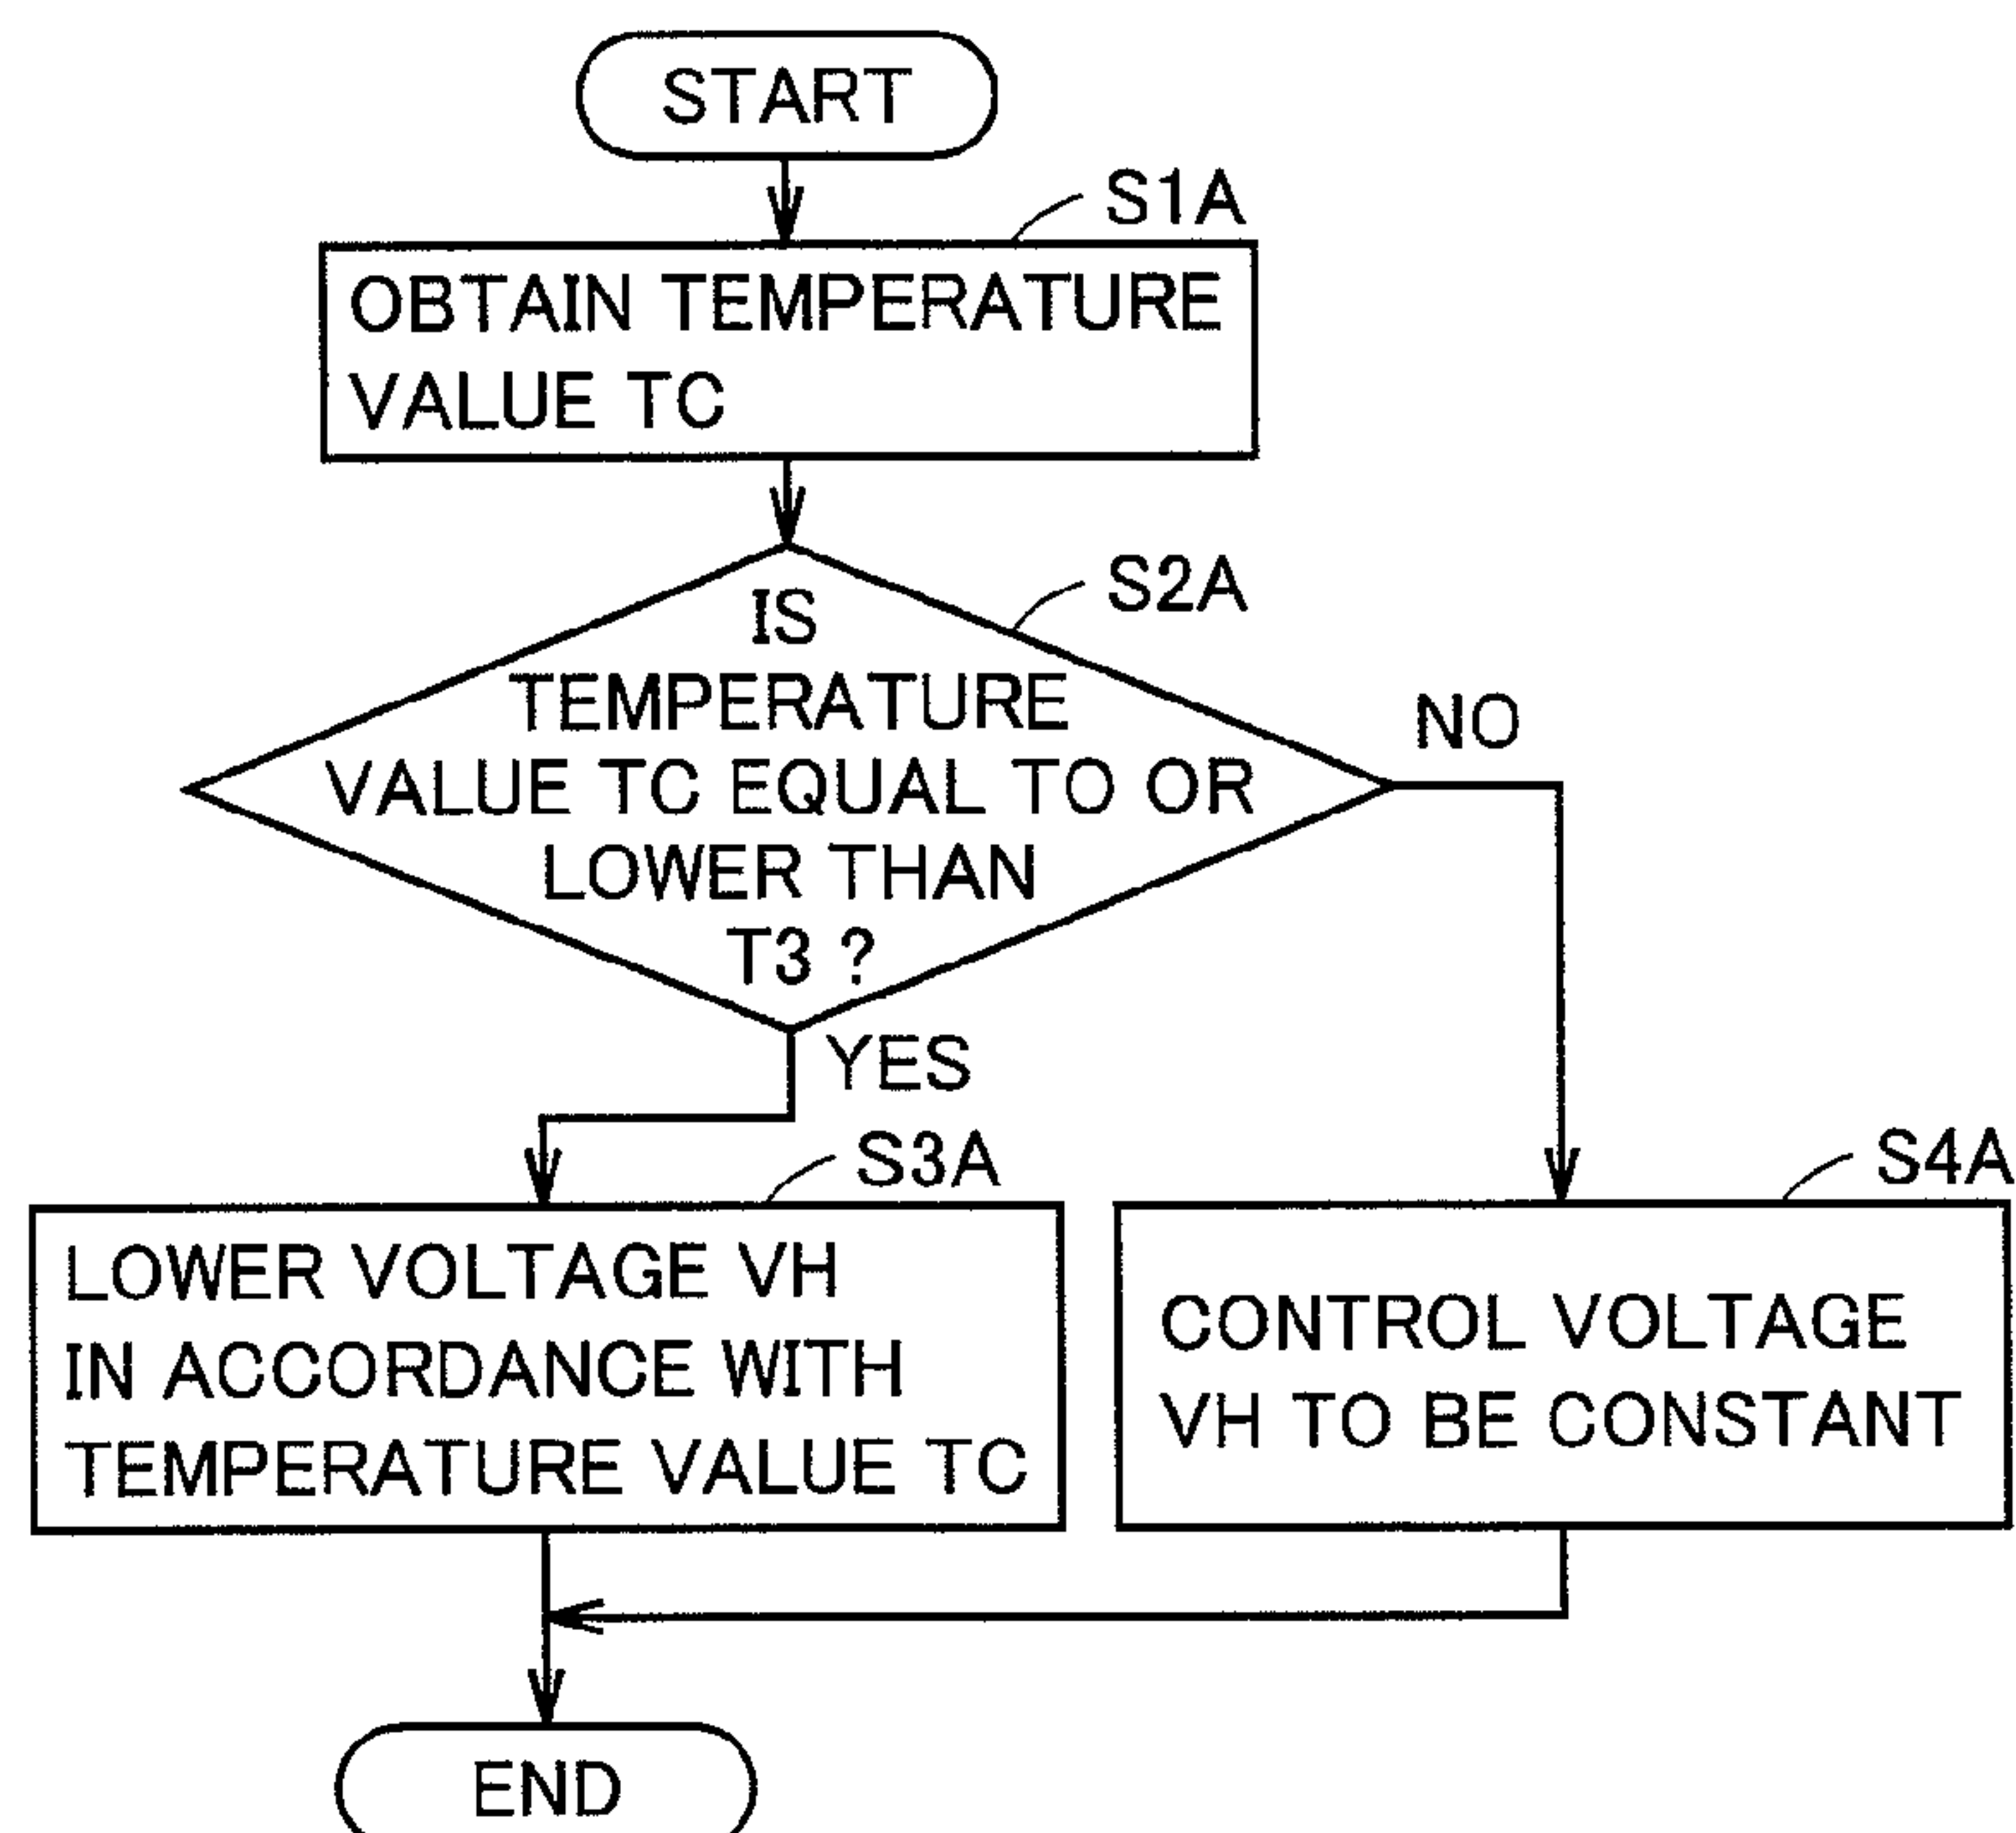 START
S1A
OBTAIN TEMPERATURE
VALUE TC
S2A
IS
TEMPERATURE
VALUE TC EQUAL TO OR
LOWER THAN
T3 ?
NO
YES
S3A
LOWER VOLTAGE VH
IN ACCORDANCE WITH
TEMPERATURE VALUE TC
S4A
CONTROL VOLTAGE
VH TO BE CONSTANT
END